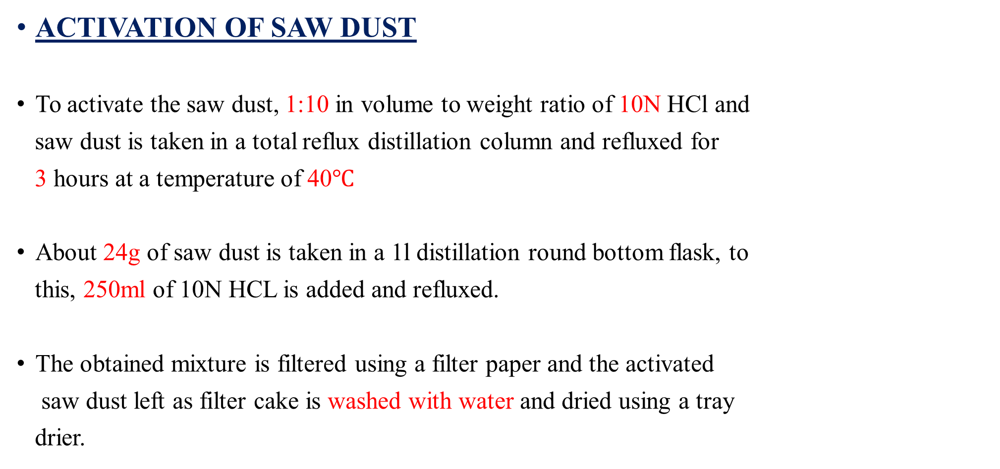 • ACTIVATION OF SAW DUST
• To activate the saw dust, 1:10 in volume to weight ratio of 10N HCl and
saw dust is taken in a total reflux distillation column and refluxed for
3 hours at a temperature of 40℃
• About 24g of saw dust is taken in a 1l distillation round bottom flask, to
this, 250ml of 10N HCL is added and refluxed.
• The obtained mixture is filtered using a filter paper and the activated
saw dust left as filter cake is washed with water and dried using a tray
drier.